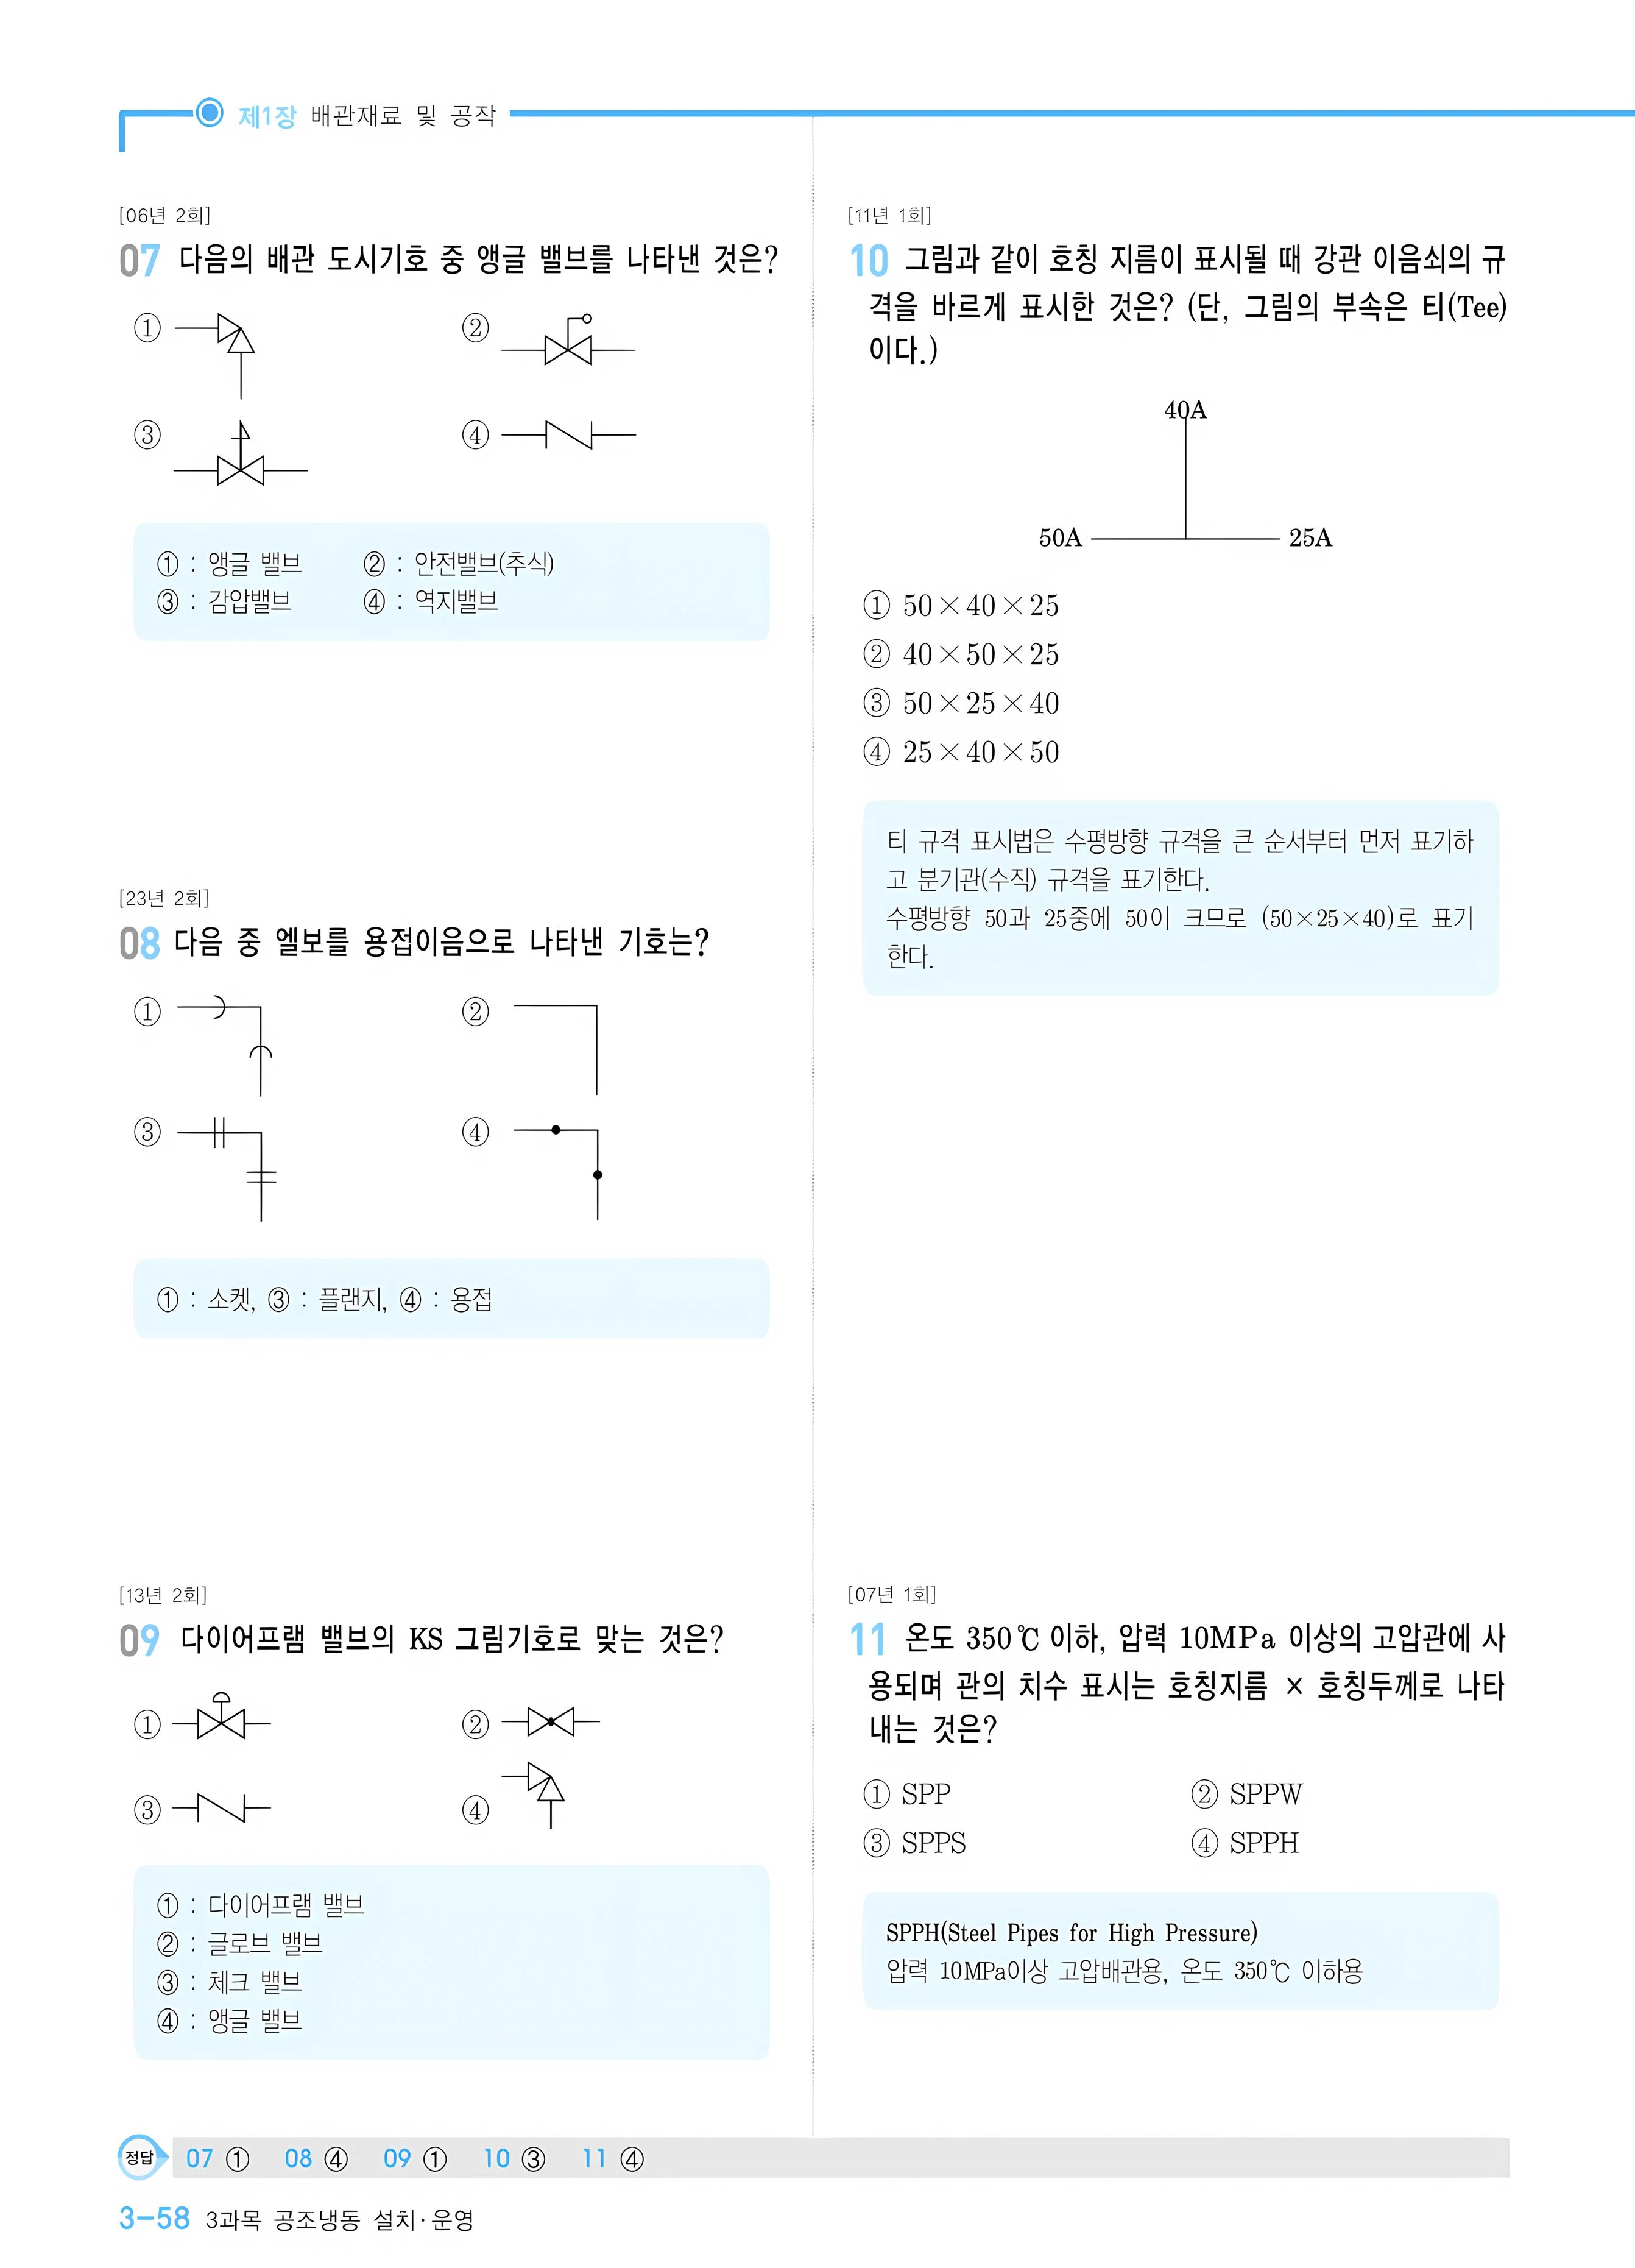 제1장 배관재료 및 공작
[06년 2회]
07 다음의 배관 도시기호 중 앵글 밸브를 나타낸 것은?
①
②
③
④
① : 앵글 밸브 ② : 안전밸브(추식)
③ : 감압밸브 ④ : 역지밸브
[23년 2회]
08 다음 중 엘보를 용접이음으로 나타낸 기호는?
①
②
③
④
① : 소켓, ③ : 플랜지, ④ : 용접
[13년 2회]
09 다이어프램 밸브의 KS 그림기호로 맞는 것은?
①
②
③
④
① : 다이어프램 밸브
② : 글로브 밸브
③ : 체크 밸브
④ : 앵글 밸브
[11년 1회]
10 그림과 같이 호칭 지름이 표시될 때 강관 이음쇠의 규
격을 바르게 표시한 것은? (단, 그림의 부속은 티(Tee)
이다.)
40A
50A 25A
① 50×40×25
② 40×50×25
③ 50×25×40
④ 25×40×50
티 규격 표시법은 수평방향 규격을 큰 순서부터 먼저 표기하
고 분기관(수직) 규격을 표기한다.
수평방향 50과 25중에 50이 크므로 (50×25×40)로 표기
한다.
[07년 1회]
11 온도 350℃ 이하, 압력 10MPa 이상의 고압관에 사
용되며 관의 치수 표시는 호칭지름 × 호칭두께로 나타
내는 것은?
① SPP ② SPPW
③ SPPS ④ SPPH
SPPH(Steel Pipes for High Pressure)
압력 10MPa이상 고압배관용, 온도 350℃ 이하용
정답 07 ① 08 ④ 09 ① 10 ③ 11 ④
3-58 3과목 공조냉동 설치·운영